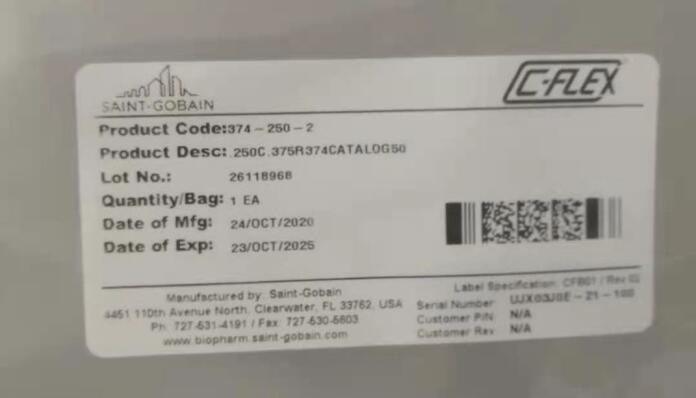 SAINT-GOBAIN
C-FLEX
Product Code:374-250-2
Product Desc:.250C.375R374CATALOG50
Lot No.: 26118968
Quantity/Bag: 1 EA
Date of Mfg: 24/OCT/2020
Date of Exp: 23/OCT/2025
Manufactured by Saint-Gobain
4451 110th Avenue North, Clearwater, FL 33762, USA
Ph. 727-531-4191 / Fax: 727-530-5603
www.biopharm.saint-gobain.com
Label Specification: CFB01 / Rev
Serial Number
Customer P/N N/A
Customer Rev N/A